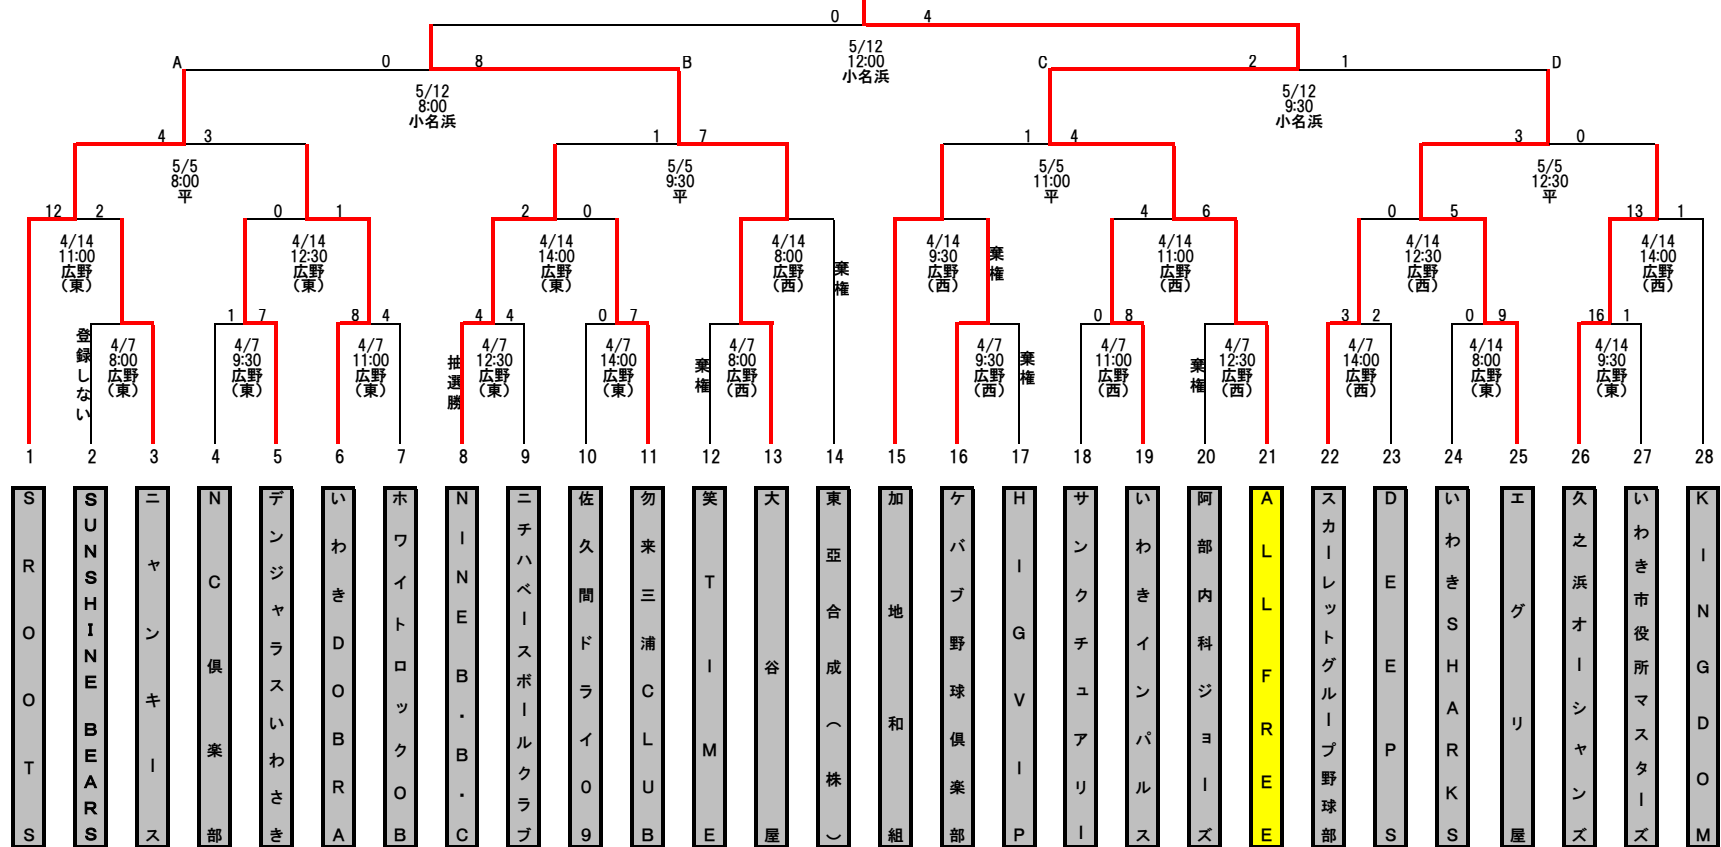 0 4
5/12
12:00
小名浜
A 0 8 B C 2 1 D
5/12
8:00
小名浜
5/12
9:30
小名浜
4 3 1 7 1 4 3 0
5/5
8:00
平
5/5
9:30
平
5/5
11:00
平
5/5
12:30
平
12 2 0 1 2 0 4 6 0 5 13 1
4/14
11:00
広野
（東）
4/14
12:30
広野
（東）
4/14
14:00
広野
（東）
4/14
8:00
広野
（西）
棄権
4/14
9:30
広野
（西）
棄権
4/14
11:00
広野
（西）
4/14
12:30
広野
（西）
4/14
14:00
広野
（西）
1 7 8 4 4 4 0 7 0 8 3 2 0 9 16 1
登録しない
4/7
8:00
広野
（東）
4/7
9:30
広野
（東）
4/7
11:00
広野
（東）
抽選勝
4/7
12:30
広野
（東）
4/7
14:00
広野
（東）
棄権
4/7
8:00
広野
（西）
4/7
9:30
広野
（西）
棄権
4/7
11:00
広野
（西）
棄権
4/7
12:30
広野
（西）
4/7
14:00
広野
（西）
4/14
8:00
広野
（東）
4/14
9:30
広野
（東）
1 2 3 4 5 6 7 8 9 10 11 12 13 14 15 16 17 18 19 20 21 22 23 24 25 26 27 28
SROOTS
SUNSHINE BEARS
ニャンキース
NC倶楽部
デンジャラスいわさき
いわきDOBRA
ホワイトロックOB
NINE B.B.C
ニチハベースボールクラブ
佐久間ドライ09
勿来三浦CLUB
笑TIME
大谷屋
東亜合成（株）
加地和組
ケバブ野球倶楽部
HIGVIP
サンクチュアリー
いわきインパルス
阿部内科ジョーズ
ALLFREE
スカーレットグループ野球部
DEEPS
いわきSHARKS
エグリ屋
久之浜オーシャンズ
いわき市役所マスターズ
KINGDOM